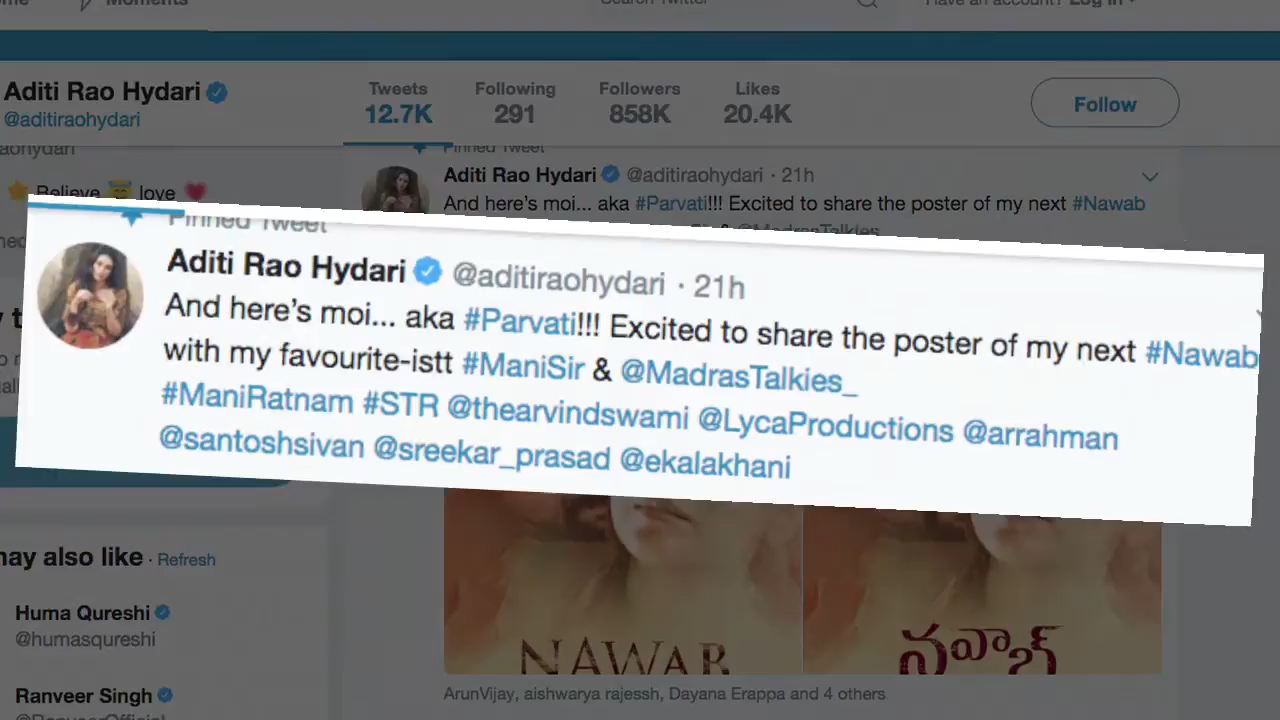 Moments
Search Twitter
Have an account? Log in
Aditi Rao Hydari
@aditiraohydari
Tweets
12.7K
Following
291
Followers
858K
Likes
20.4K
Follow
Believe love
Pinned Tweet
Aditi Rao Hydari @aditiraohydari · 21h
And here's moi... aka #Parvati!!! Excited to share the poster of my next #Nawab
@MadrasTalkies_
Pinned Tweet
Aditi Rao Hydari @aditiraohydari · 21h
And here's moi... aka #Parvati!!! Excited to share the poster of my next #Nawab
with my favourite-istt #ManiSir & @MadrasTalkies_
#ManiRatnam #STR @thearvindswami @LycaProductions @arrahman
@santoshsivan @sreekar_prasad @ekalakhani
may also like · Refresh
Huma Qureshi
@humasqureshi
Ranveer Singh
@RanveerOfficial
NAWAB
నవాబ్
ArunVijay, aishwarya rajessh, Dayana Erappa and 4 others